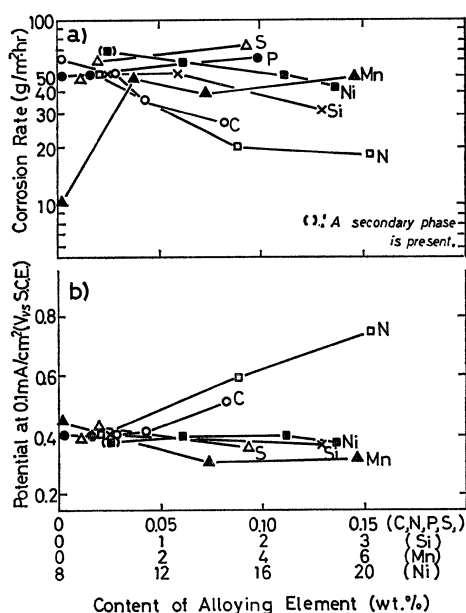 a)
Corrosion Rate (g/m²·hr)
100
50
40
30
20
10
S
P
Mn
Ni
Si
C
N
( ): A secondary phase
is present.
b)
Potential at 0.1mA/cm² (V vs S.C.E.)
0.8
0.6
0.4
0.2
N
C
Ni
Si
S
Mn
0 0.05 0.10 0.15 (C,N,P,S,)
0 1 2 3 (Si)
0 2 4 6 (Mn)
8 12 16 20 (Ni)
Content of Alloying Element (wt.%)